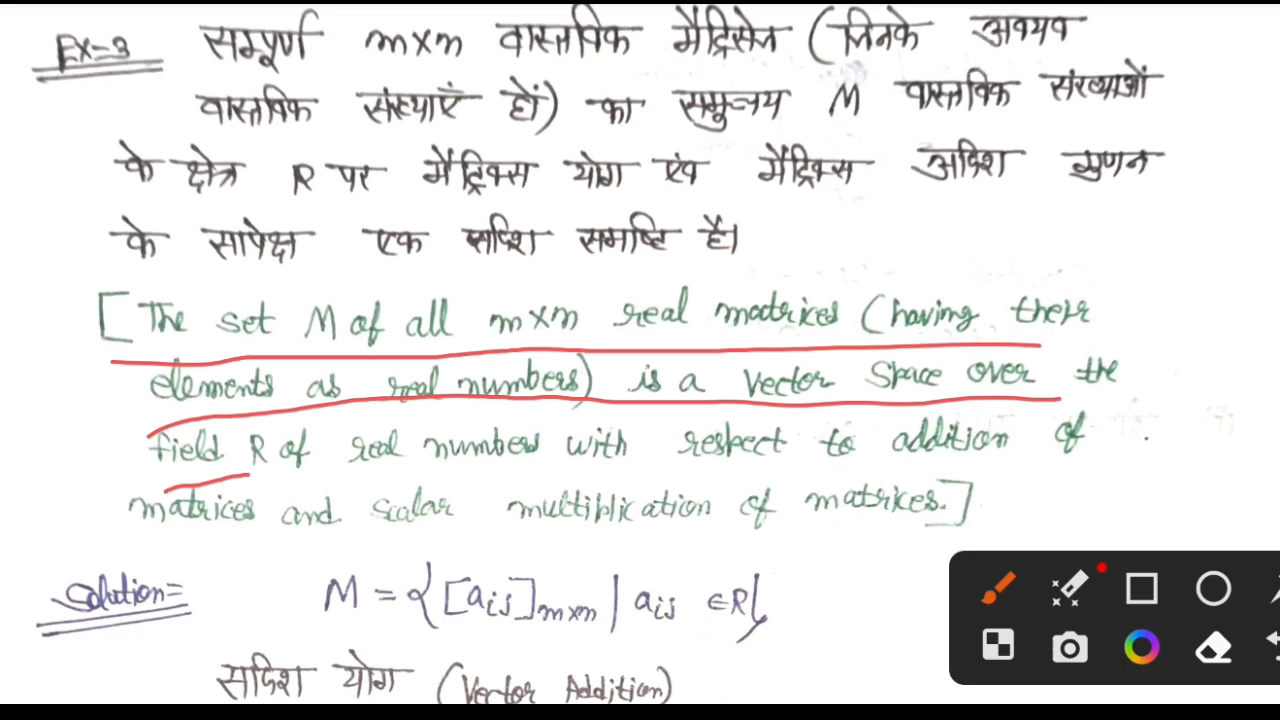 Ex=3 सम्पूर्ण m×n वास्तविक मैट्रिसेज (जिनके अवयव
वास्तविक संख्याएँ हों) का समुच्चय M वास्तविक संख्याओं
के क्षेत्र R पर मैट्रिक्स योग एंव मैट्रिक्स अदिश गुणन
के सापेक्ष एक सदिश समष्टि है।
[The set M of all m×n real matrices (having their
elements as real numbers) is a vector space over the
field R of real numbers with respect to addition of
matrices and scalar multiplication of matrices.]
Solution= M = {[aij]m×n | aij ∈R}
सदिश योग (Vector Addition)